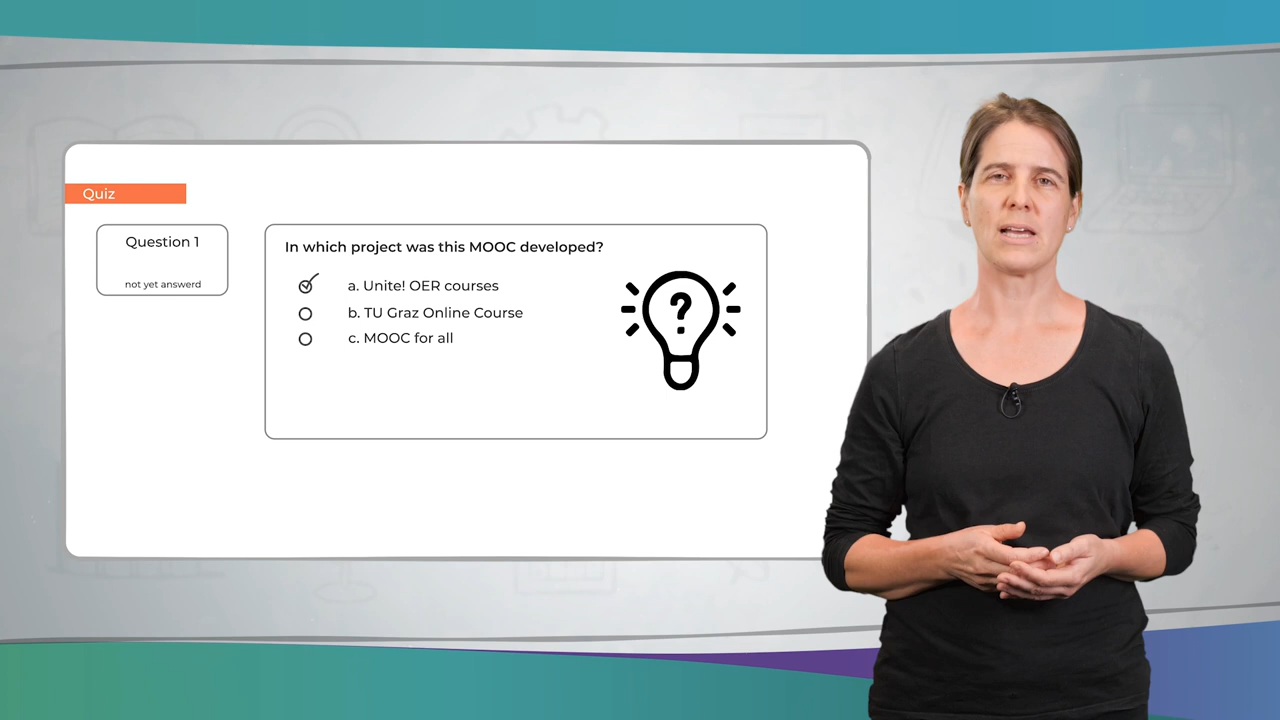 Quiz
Question 1
not yet answerd
In which project was this MOOC developed?
a. Unite! OER courses
b. TU Graz Online Course
c. MOOC for all
?